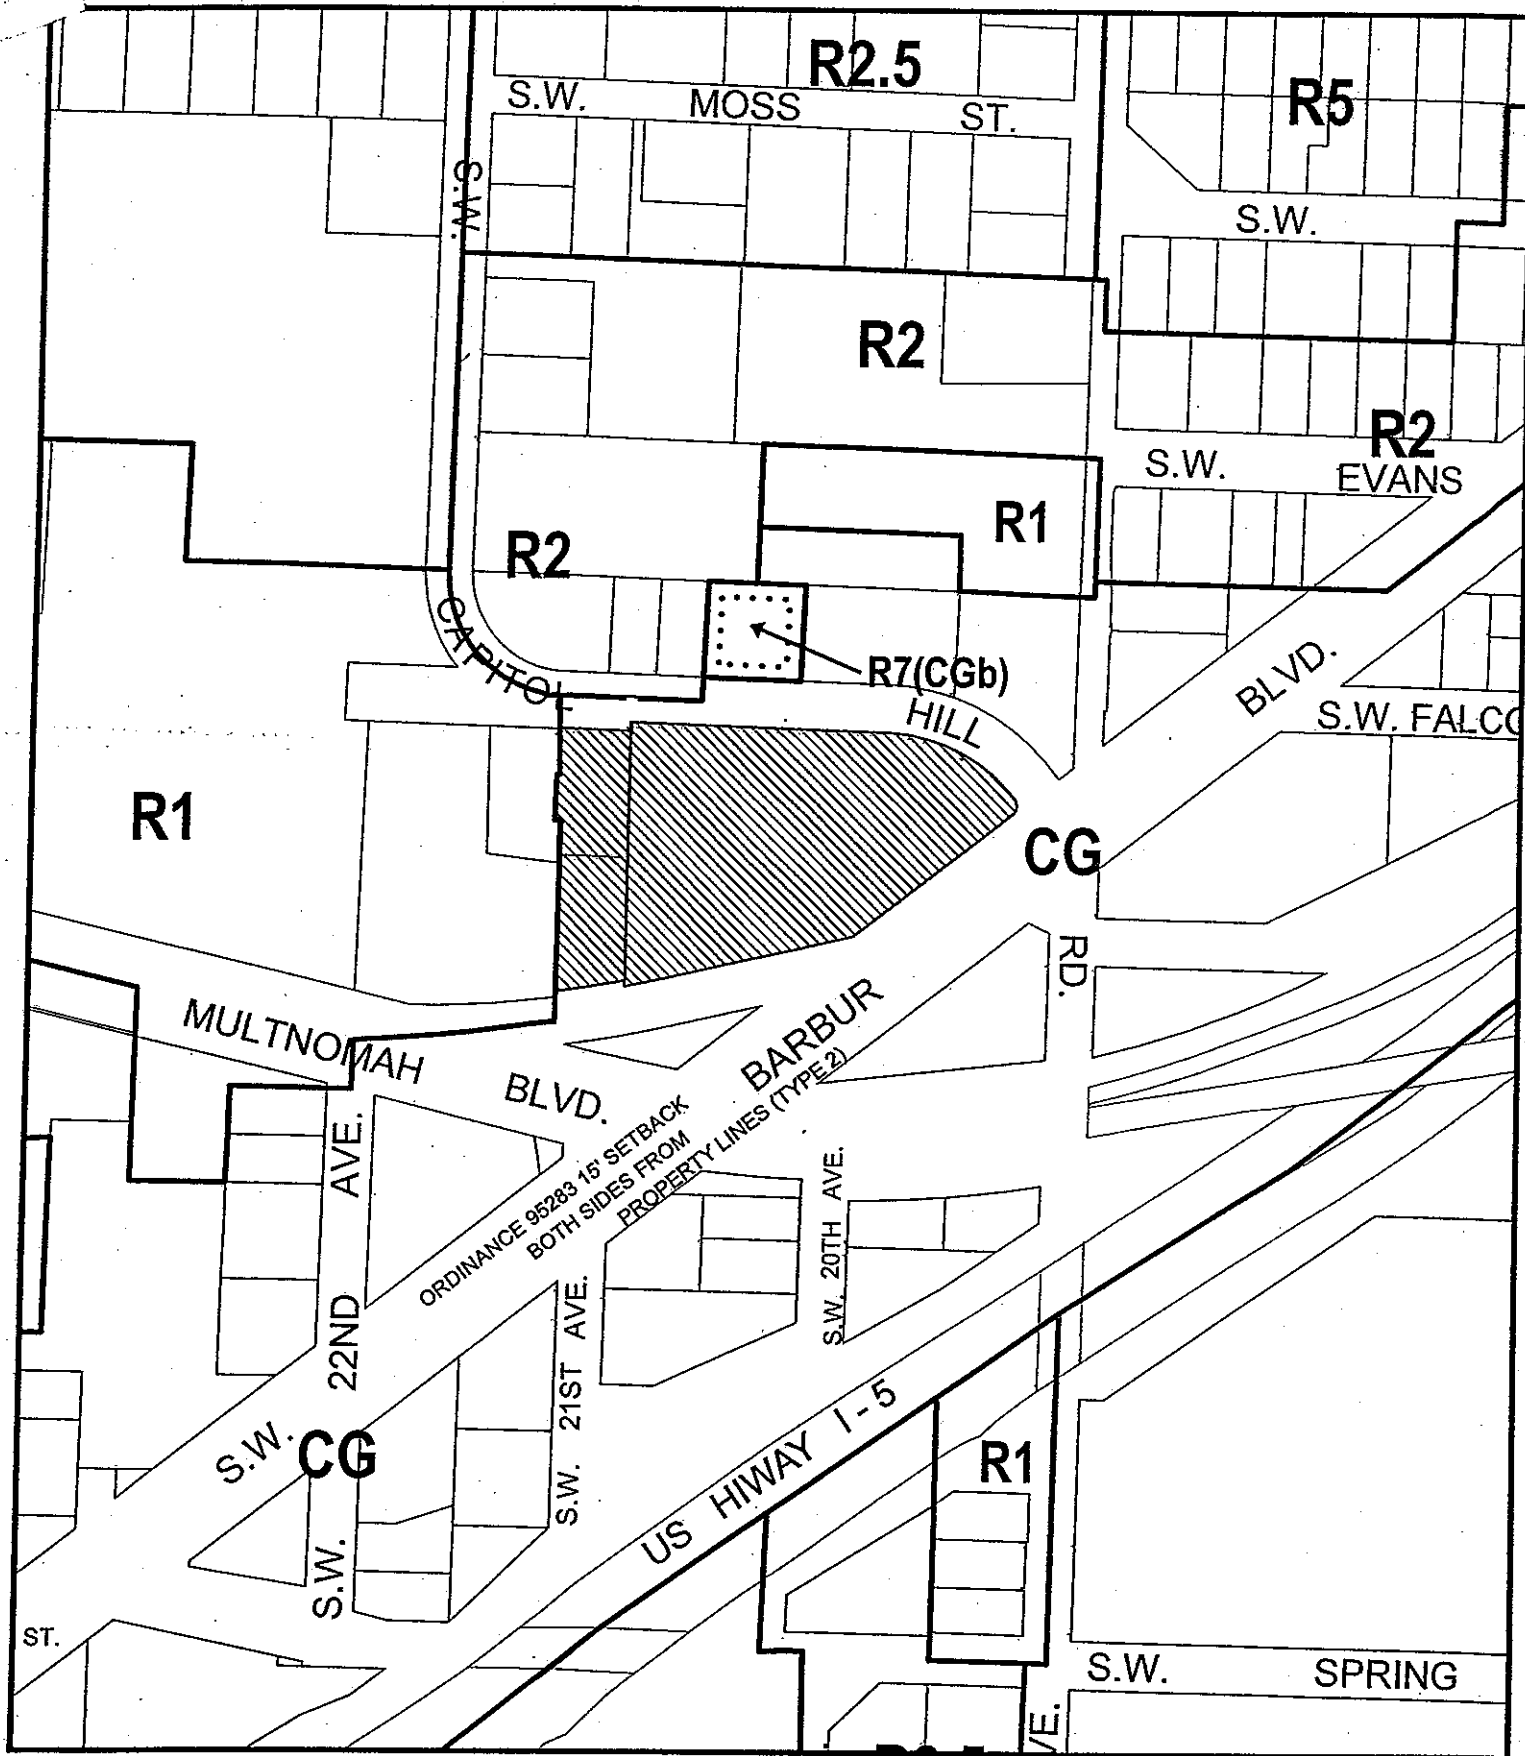 R2.5
R5
S.W. MOSS ST.
S.W.
S.W.
R2
R2
S.W. EVANS
R1
R2
CAPITOL
R7(CGb)
HILL
BLVD.
S.W. FALCO
R1
CG
RD.
MULTNOMAH
BLVD.
BARBUR
ORDINANCE 95283 15' SETBACK
BOTH SIDES FROM
PROPERTY LINES (TYPE 2)
AVE.
22ND
S.W.
S.W. 21ST AVE.
S.W. 20TH AVE.
S.W.
CG
US HIWAY I - 5
R1
ST.
S.W. SPRING
VE.